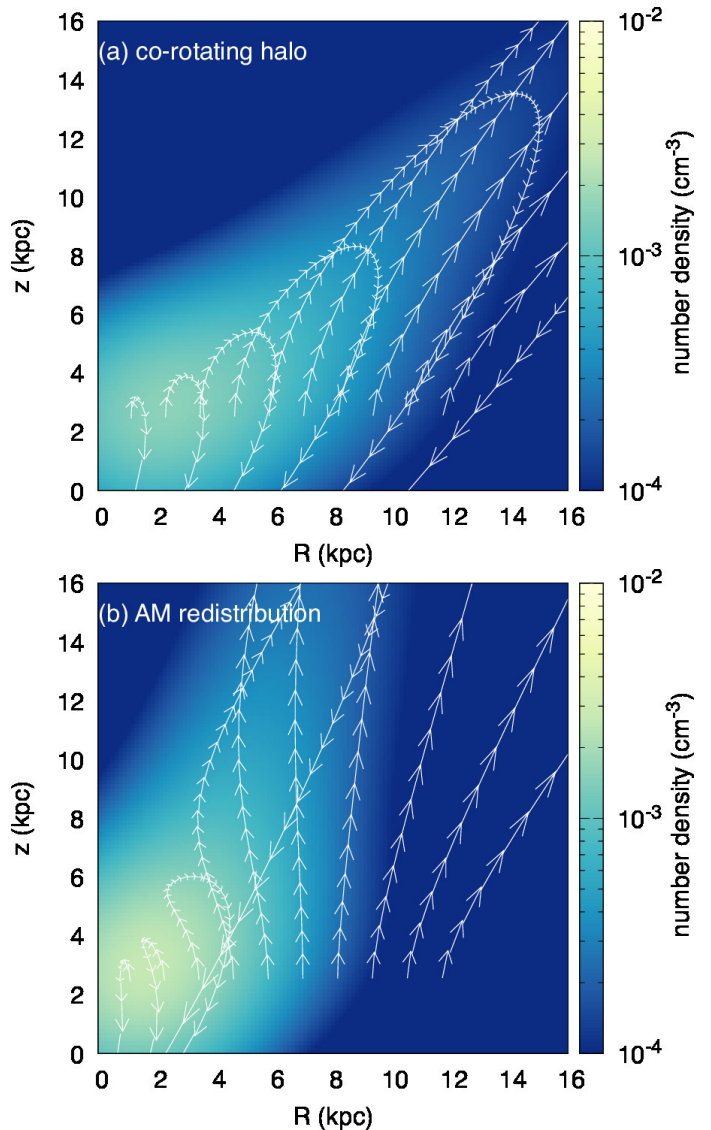 (a) co-rotating halo
16
14
12
10
8
6
4
2
0
z (kpc)
0 2 4 6 8 10 12 14 16
R (kpc)
10⁻²
10⁻³
10⁻⁴
number density (cm⁻³)
(b) AM redistribution
16
14
12
10
8
6
4
2
0
z (kpc)
0 2 4 6 8 10 12 14 16
R (kpc)
10⁻²
10⁻³
10⁻⁴
number density (cm⁻³)